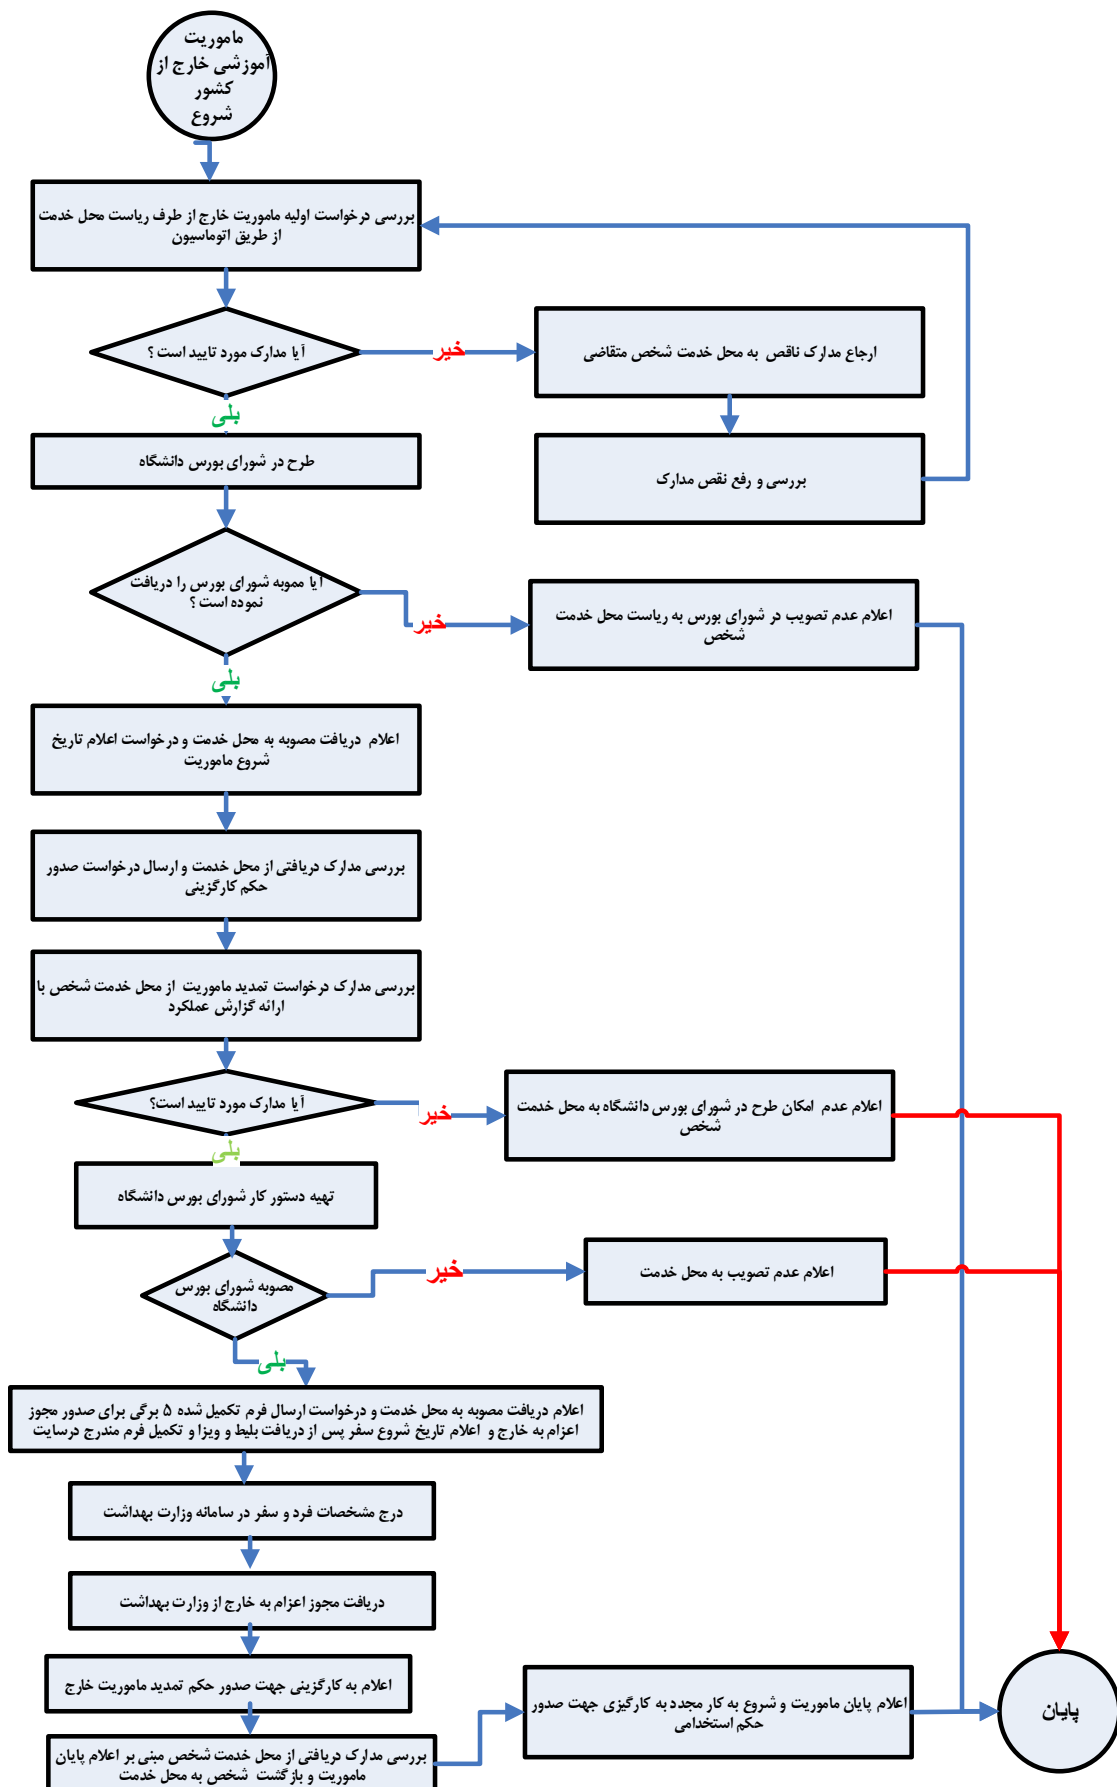 ماموریت
آموزشی خارج از
کشور
شروع
بررسی درخواست اولیه ماموریت خارج از طرف ریاست محل خدمت
از طریق اتوماسیون
آیا مدارک مورد تایید است ؟
خیر
ارجاع مدارک ناقص به محل خدمت شخص متقاضی
بلی
طرح در شورای بورس دانشگاه
بررسی و رفع نقص مدارک
آیا مموبه شورای بورس را دریافت
نموده است ؟
خیر
اعلام عدم تصویب در شورای بورس به ریاست محل خدمت
شخص
بلی
اعلام دریافت مصوبه به محل خدمت و درخواست اعلام تاریخ
شروع ماموریت
بررسی مدارک دریافتی از محل خدمت و ارسال درخواست صدور
حکم کارگزینی
بررسی مدارک درخواست تمدید ماموریت از محل خدمت شخص با
ارائه گزارش عملکرد
آیا مدارک مورد تایید است؟
خیر
اعلام عدم امکان طرح در شورای بورس دانشگاه به محل خدمت
شخص
بلی
تهیه دستور کار شورای بورس دانشگاه
مصوبه شورای بورس
دانشگاه
خیر
اعلام عدم تصویب به محل خدمت
بلی
اعلام دریافت مصوبه به محل خدمت و درخواست ارسال فرم تکمیل شده ۵ برگی برای صدور مجوز
اعزام به خارج و اعلام تاریخ شروع سفر پس از دریافت بلیط و ویزا و تکمیل فرم مندرج درسایت
درج مشخصات فرد و سفر در سامانه وزارت بهداشت
دریافت مجوز اعزام به خارج از وزارت بهداشت
اعلام به کارگزینی جهت صدور حکم تمدید ماموریت خارج
اعلام پایان ماموریت و شروع به کار مجدد به کارگیزی جهت صدور
حکم استخدامی
پایان
بررسی مدارک دریافتی از محل خدمت شخص مبنی بر اعلام پایان
ماموریت و بازگشت شخص به محل خدمت